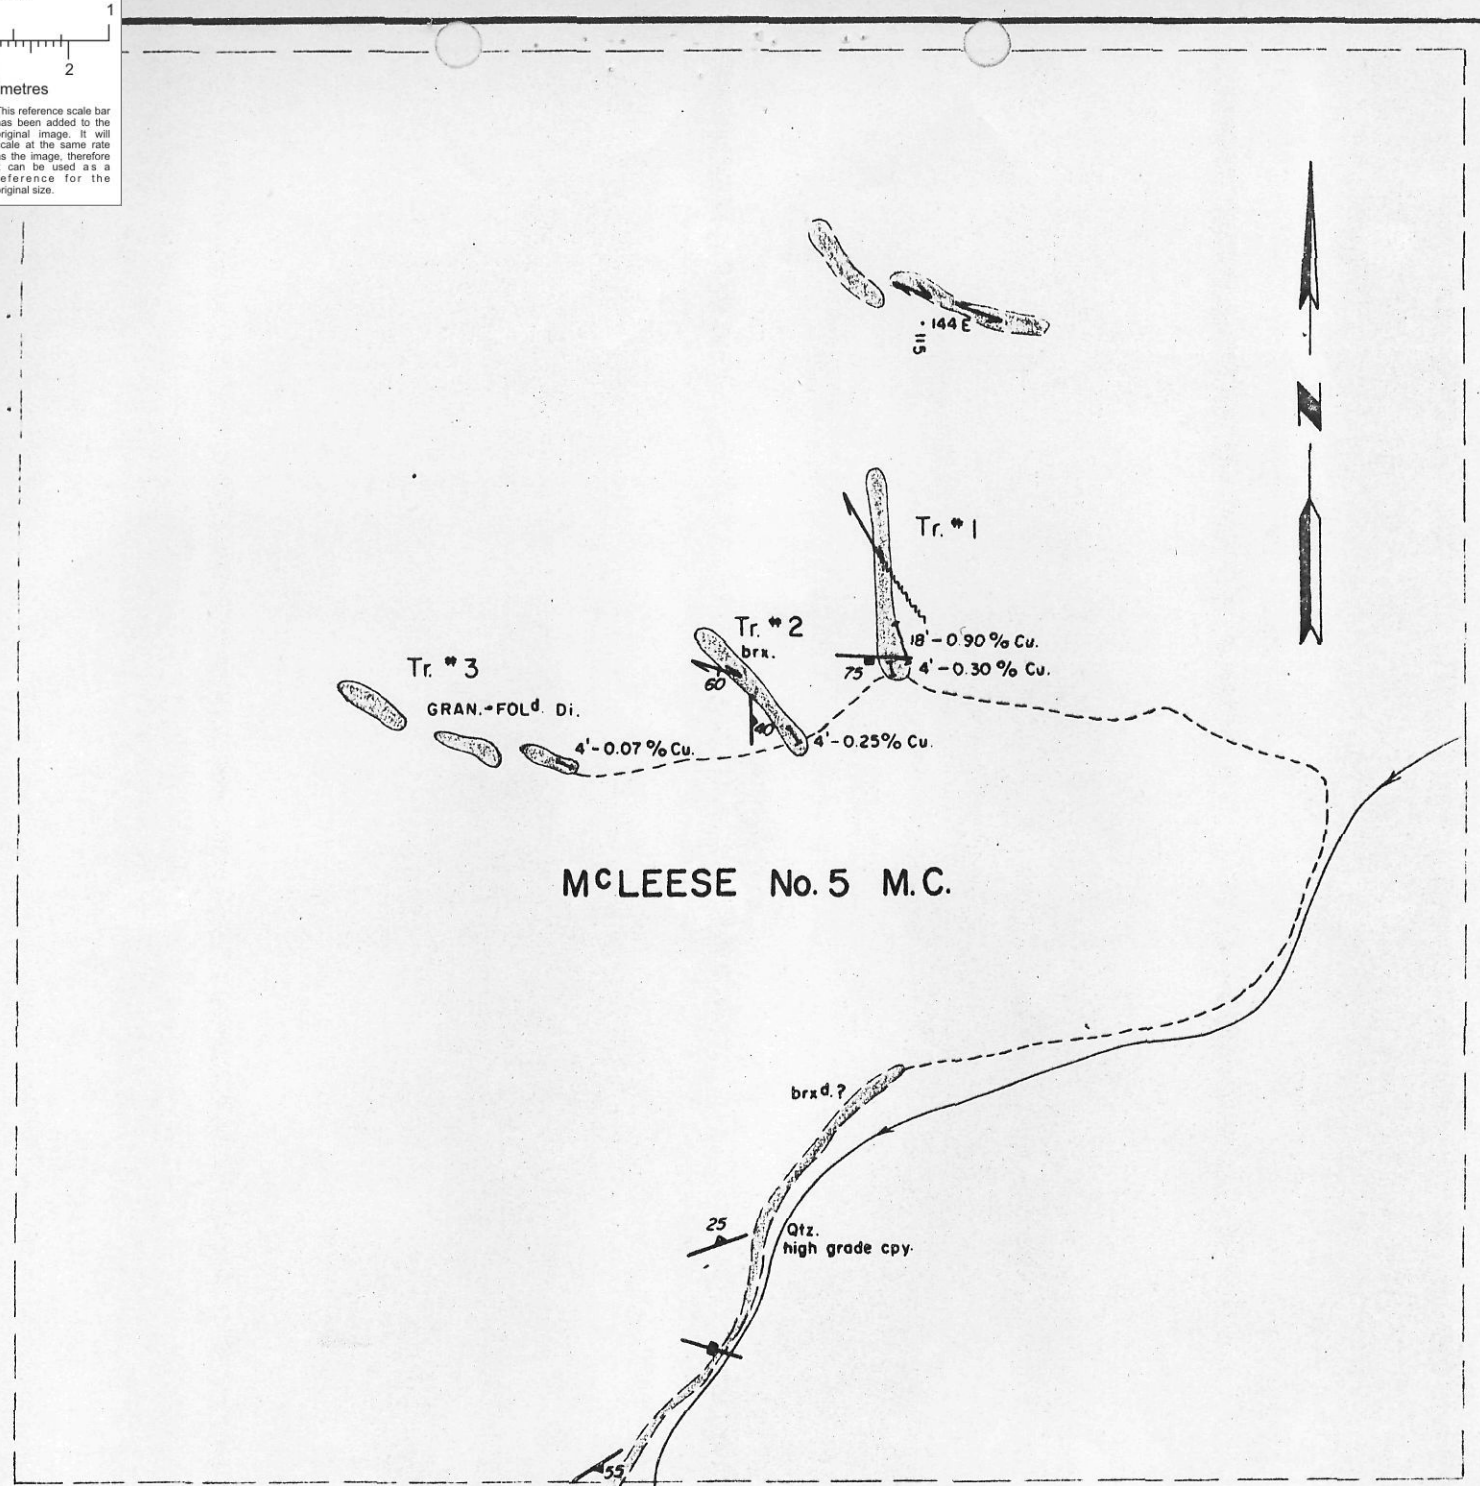 1
2
metres
This reference scale bar
has been added to the
original image. It will
scale at the same rate
as the image, therefore
it can be used as a
reference for the
original size.
· 144 E
115
N
Tr. #1
18' - 0.90 % Cu.
4' - 0.30 % Cu.
75
Tr. #2
brx.
60
40
4' - 0.25% Cu.
Tr. #3
GRAN.-FOLd. Di.
4' - 0.07 % Cu.
McLEESE No. 5 M.C.
brxd. ?
25
Qtz.
high grade cpy.
55